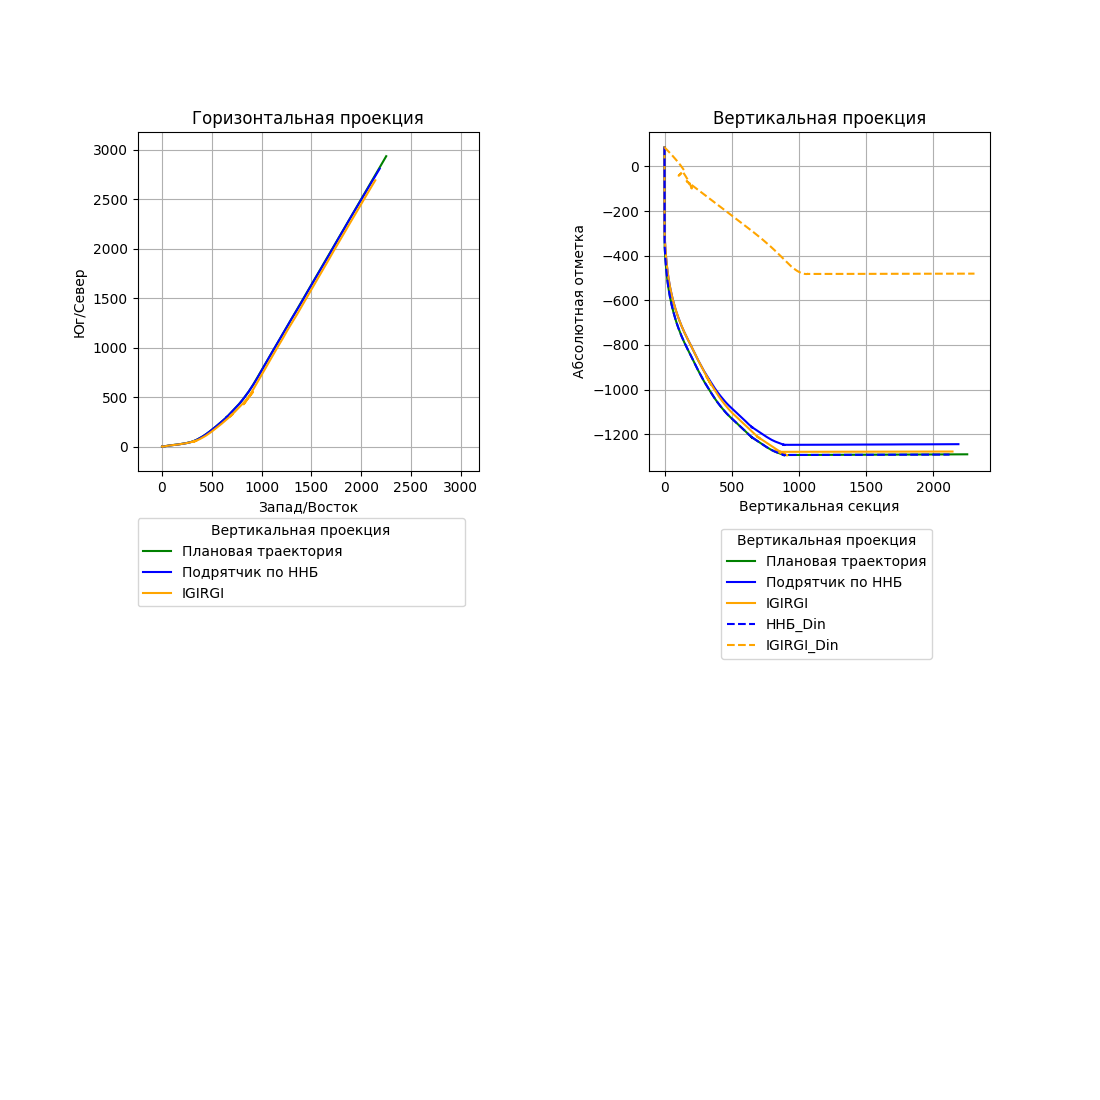 Горизонтальная проекция
3000
2500
2000
1500
1000
500
0
Юг/Север
0 500 1000 1500 2000 2500 3000
Запад/Восток
Вертикальная проекция
Плановая траектория
Подрятчик по ННБ
IGIRGI
Вертикальная проекция
0
−200
−400
−600
−800
−1000
−1200
Абсолютная отметка
0 500 1000 1500 2000
Вертикальная секция
Вертикальная проекция
Плановая траектория
Подрятчик по ННБ
IGIRGI
ННБ_Din
IGIRGI_Din